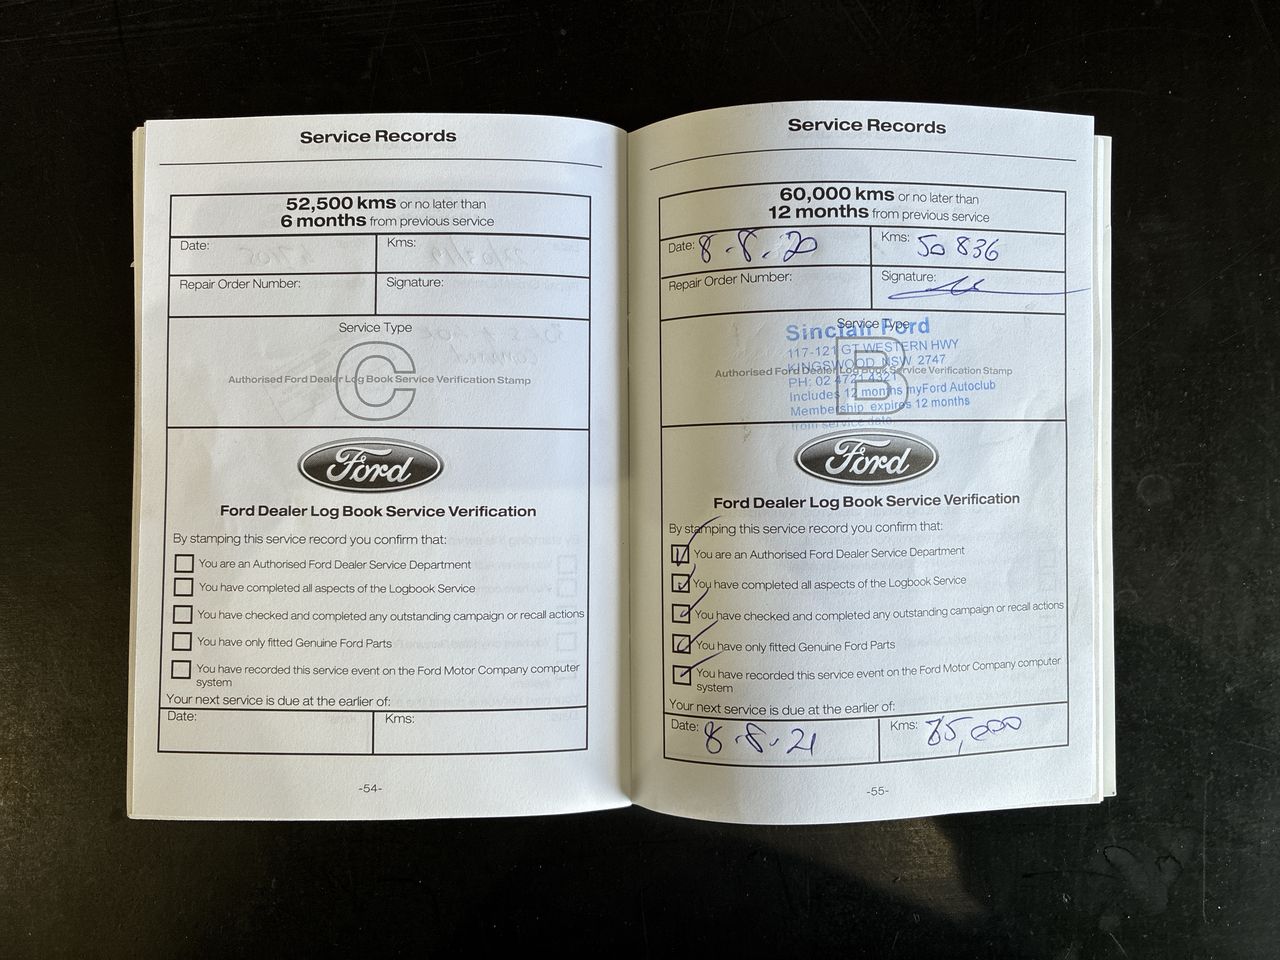 Service Records
52,500 kms or no later than
6 months from previous service
Date:
Kms:
Repair Order Number:
Signature:
Service Type
C
Authorised Ford Dealer Log Book Service Verification Stamp
Ford
Ford Dealer Log Book Service Verification
By stamping this service record you confirm that:
You are an Authorised Ford Dealer Service Department
You have completed all aspects of the Logbook Service
You have checked and completed any outstanding campaign or recall actions
You have only fitted Genuine Ford Parts
You have recorded this service event on the Ford Motor Company computer
system
Your next service is due at the earlier of:
Date:
Kms:
-54-
Service Records
60,000 kms or no later than
12 months from previous service
Date: 8.8.20
Kms: 50 836
Repair Order Number:
Signature:
Service Type
B
Authorised Ford Dealer Log Book Service Verification Stamp
Sinclair Ford
117-121 GT WESTERN HWY
KINGSWOOD NSW 2747
PH: 02 4721 4321
Includes 12 months myFord Autoclub
Membership expires 12 months
from service date
Ford
Ford Dealer Log Book Service Verification
By stamping this service record you confirm that:
You are an Authorised Ford Dealer Service Department
You have completed all aspects of the Logbook Service
You have checked and completed any outstanding campaign or recall actions
You have only fitted Genuine Ford Parts
You have recorded this service event on the Ford Motor Company computer
system
Your next service is due at the earlier of:
Date: 8.8.21
Kms: 75,000
-55-